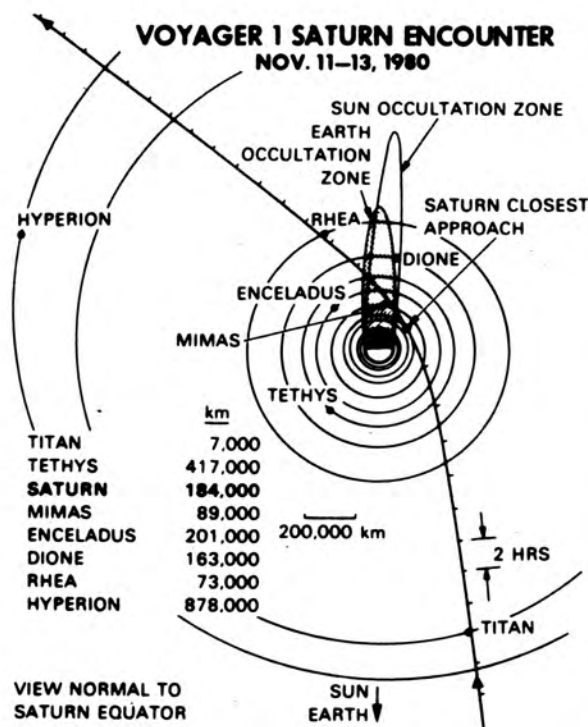 VOYAGER 1 SATURN ENCOUNTER
NOV. 11–13, 1980
SUN OCCULTATION ZONE
EARTH
OCCULTATION
ZONE
HYPERION
RHEA
SATURN CLOSEST
APPROACH
DIONE
ENCELADUS
MIMAS
TETHYS
km
TITAN 7,000
TETHYS 417,000
SATURN 184,000
MIMAS 89,000
ENCELADUS 201,000
DIONE 163,000
RHEA 73,000
HYPERION 878,000
200,000 km
2 HRS
TITAN
VIEW NORMAL TO
SATURN EQUATOR
SUN
EARTH